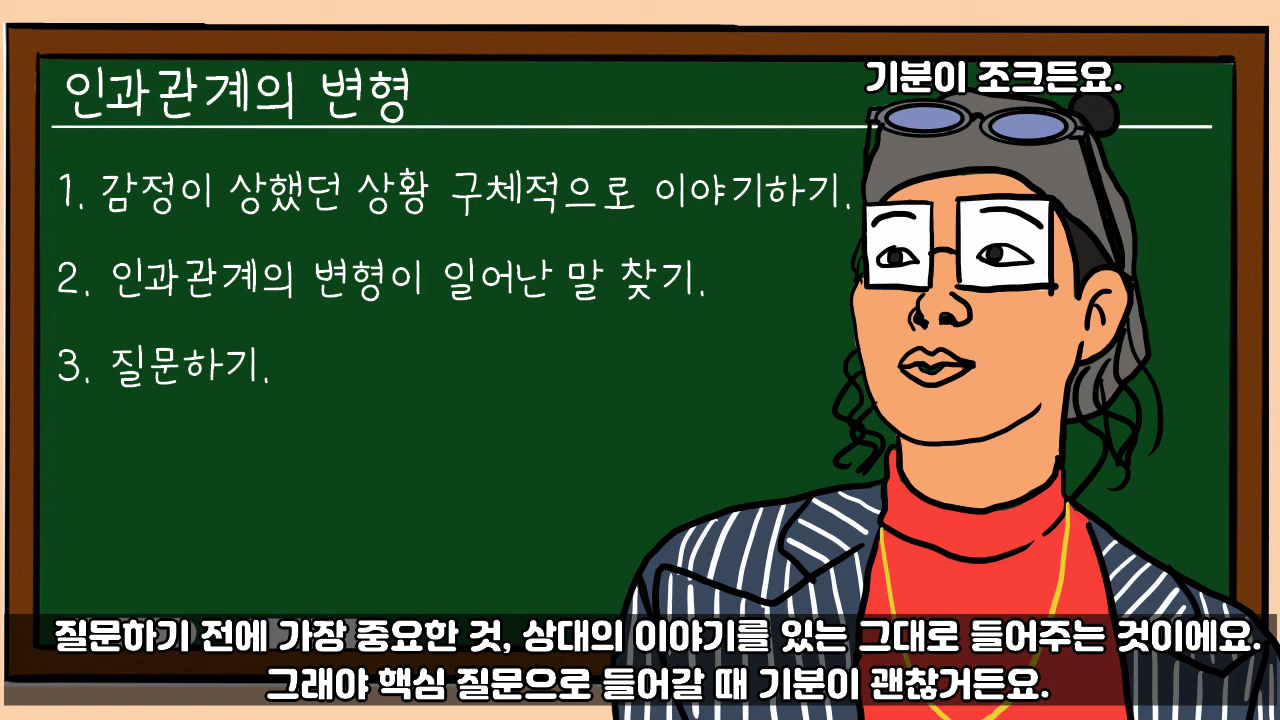 인과관계의 변형
기분이 조크든요.
1. 감정이 상했던 상황 구체적으로 이야기하기.
2. 인과관계의 변형이 일어난 말 찾기.
3. 질문하기.
질문하기 전에 가장 중요한 것, 상대의 이야기를 있는 그대로 들어주는 것이에요.
그래야 핵심 질문으로 들어갈 때 기분이 괜찮거든요.